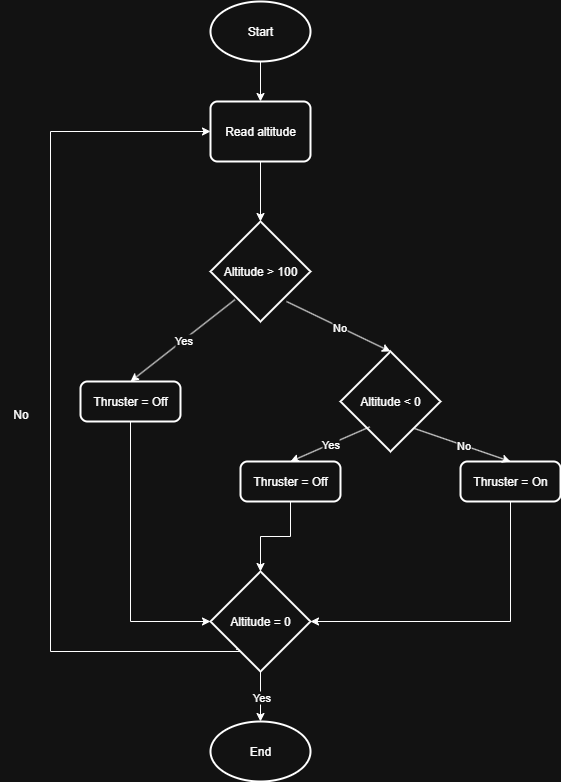 Start
Read altitude
Altitude > 100
Yes
No
Thruster = Off
Altitude < 0
No
Yes
No
Thruster = Off
Thruster = On
Altitude = 0
Yes
End